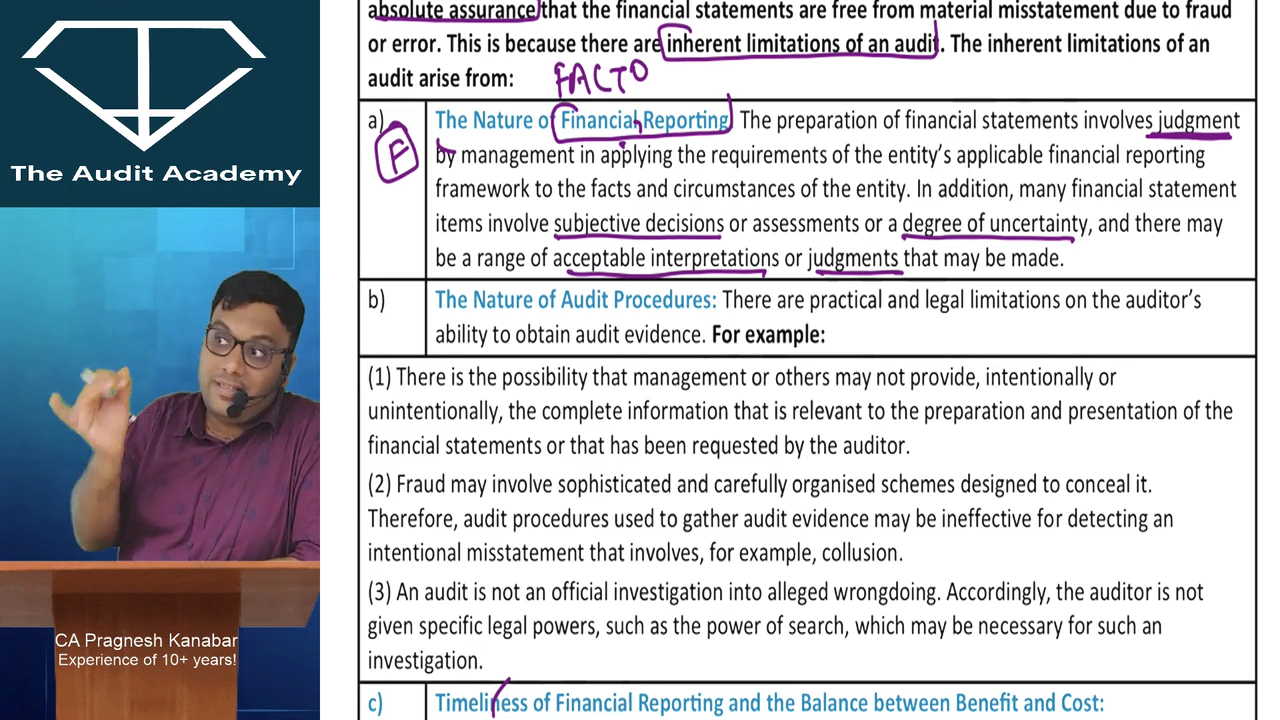 The Audit Academy
CA Pragnesh Kanabar
Experience of 10+ years!
absolute assurance that the financial statements are free from material misstatement due to fraud
or error. This is because there are inherent limitations of an audit. The inherent limitations of an
audit arise from:
FACTO
a)
F
The Nature of Financial Reporting: The preparation of financial statements involves judgment
by management in applying the requirements of the entity's applicable financial reporting
framework to the facts and circumstances of the entity. In addition, many financial statement
items involve subjective decisions or assessments or a degree of uncertainty, and there may
be a range of acceptable interpretations or judgments that may be made.
b)
The Nature of Audit Procedures: There are practical and legal limitations on the auditor's
ability to obtain audit evidence. For example:
(1) There is the possibility that management or others may not provide, intentionally or
unintentionally, the complete information that is relevant to the preparation and presentation of the
financial statements or that has been requested by the auditor.
(2) Fraud may involve sophisticated and carefully organised schemes designed to conceal it.
Therefore, audit procedures used to gather audit evidence may be ineffective for detecting an
intentional misstatement that involves, for example, collusion.
(3) An audit is not an official investigation into alleged wrongdoing. Accordingly, the auditor is not
given specific legal powers, such as the power of search, which may be necessary for such an
investigation.
c)
Timeliness of Financial Reporting and the Balance between Benefit and Cost: